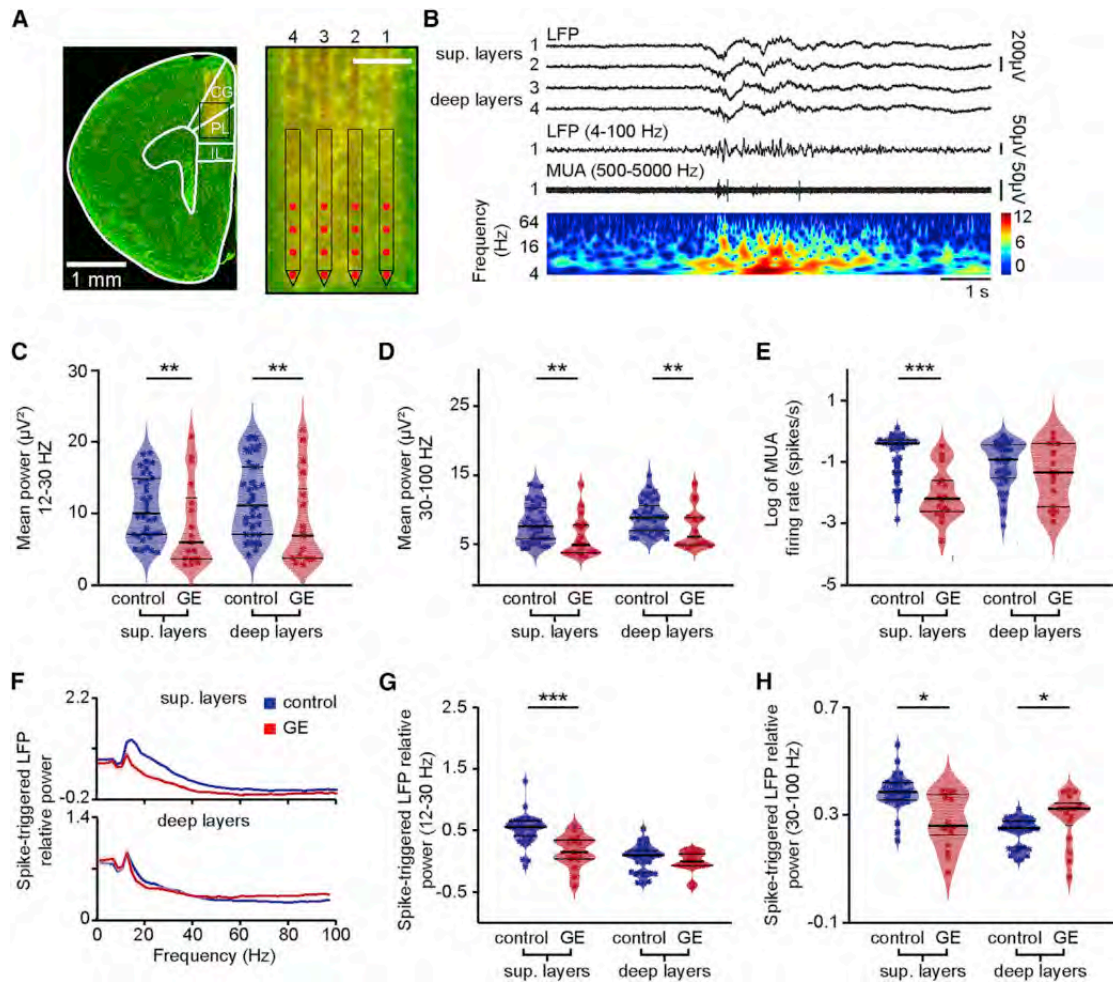 A
CG
PL
IL
1 mm
4 3 2 1
B
LFP
sup. layers
1
2
deep layers
3
4
200µV
LFP (4-100 Hz)
1
50µV
MUA (500-5000 Hz)
1
50µV
Frequency
(Hz)
64
16
4
12
6
0
1 s
C
Mean power (µV²)
12-30 HZ
30
20
10
0
** **
control GE control GE
sup. layers deep layers
D
Mean power (µV²)
30-100 HZ
25
15
5
** **
control GE control GE
sup. layers deep layers
E
Log of MUA
firing rate (spikes/s)
1
-1
-3
-5
***
control GE control GE
sup. layers deep layers
F
Spike-triggered LFP
relative power
2.2
-0.2
sup. layers
control
GE
1.4
0
deep layers
0 20 40 60 80 100
Frequency (Hz)
G
Spike-triggered LFP relative
power (12-30 Hz)
2.5
1.5
0.5
-0.5
***
control GE control GE
sup. layers deep layers
H
Spike-triggered LFP relative
power (30-100 Hz)
0.7
0.3
-0.1
* *
control GE control GE
sup. layers deep layers